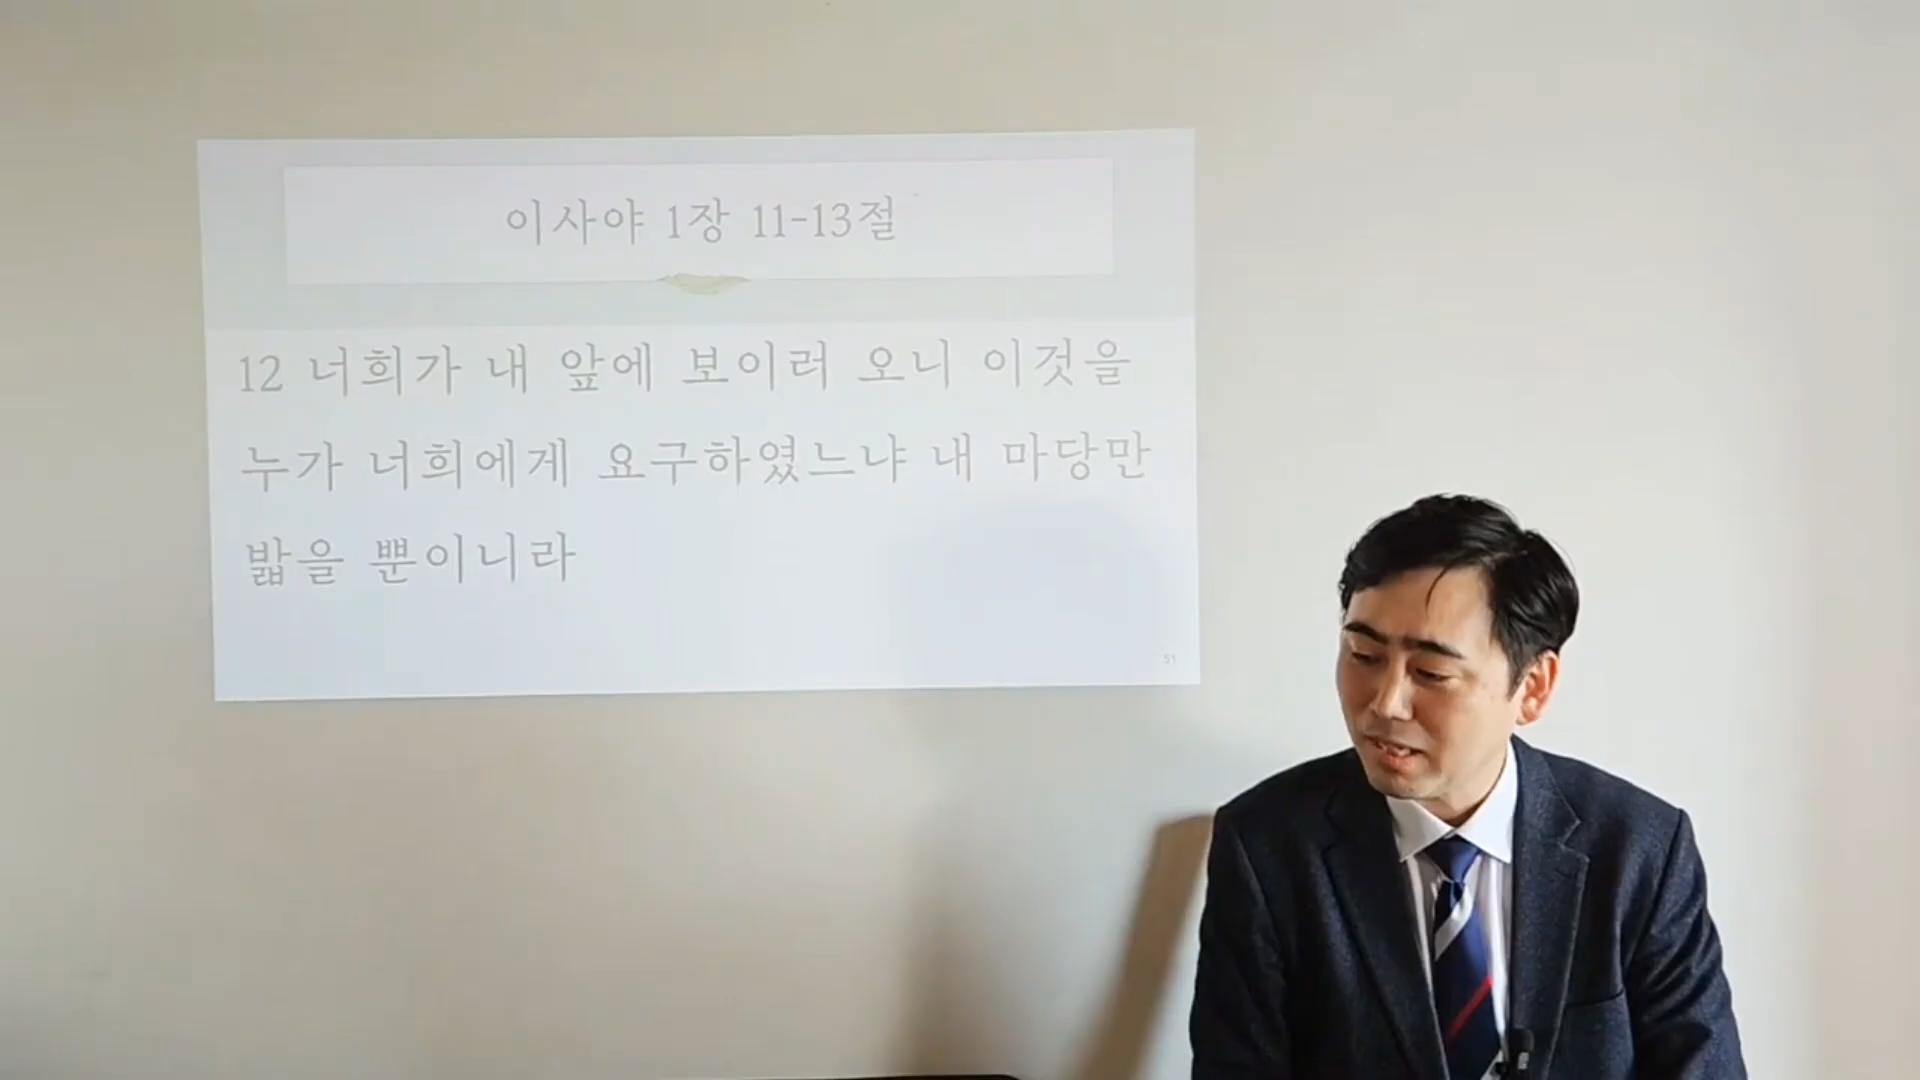 이사야 1장 11-13절
12 너희가 내 앞에 보이러 오니 이것을
누가 너희에게 요구하였느냐 내 마당만
밟을 뿐이니라
51